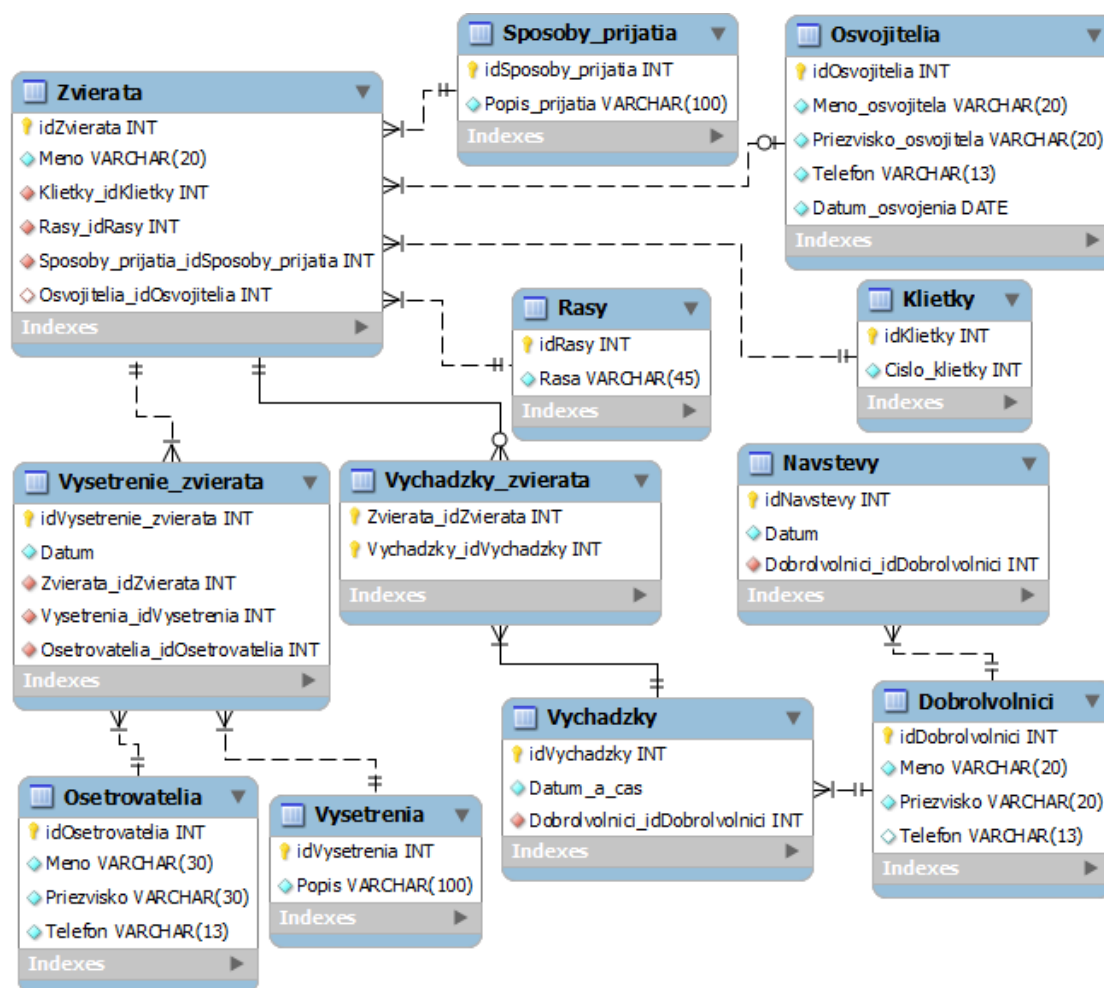 Zvierata
idZvierata INT
Meno VARCHAR(20)
Klietky_idKlietky INT
Rasy_idRasy INT
Sposoby_prijatia_idSposoby_prijatia INT
Osvojitelia_idOsvojitelia INT
Indexes
Sposoby_prijatia
idSposoby_prijatia INT
Popis_prijatia VARCHAR(100)
Indexes
Osvojitelia
idOsvojitelia INT
Meno_osvojitela VARCHAR(20)
Priezvisko_osvojitela VARCHAR(20)
Telefon VARCHAR(13)
Datum_osvojenia DATE
Indexes
Rasy
idRasy INT
Rasa VARCHAR(45)
Indexes
Klietky
idKlietky INT
Cislo_klietky INT
Indexes
Vysetrenie_zvierata
idVysetrenie_zvierata INT
Datum
Zvierata_idZvierata INT
Vysetrenia_idVysetrenia INT
Osetrovatelia_idOsetrovatelia INT
Indexes
Vychadzky_zvierata
Zvierata_idZvierata INT
Vychadzky_idVychadzky INT
Indexes
Navstevy
idNavstevy INT
Datum
Dobrolvolnici_idDobrolvolnici INT
Indexes
Osetrovatelia
idOsetrovatelia INT
Meno VARCHAR(30)
Priezvisko VARCHAR(30)
Telefon VARCHAR(13)
Indexes
Vysetrenia
idVysetrenia INT
Popis VARCHAR(100)
Indexes
Vychadzky
idVychadzky INT
Datum_a_cas
Dobrolvolnici_idDobrolvolnici INT
Indexes
Dobrolvolnici
idDobrolvolnici INT
Meno VARCHAR(20)
Priezvisko VARCHAR(20)
Telefon VARCHAR(13)
Indexes